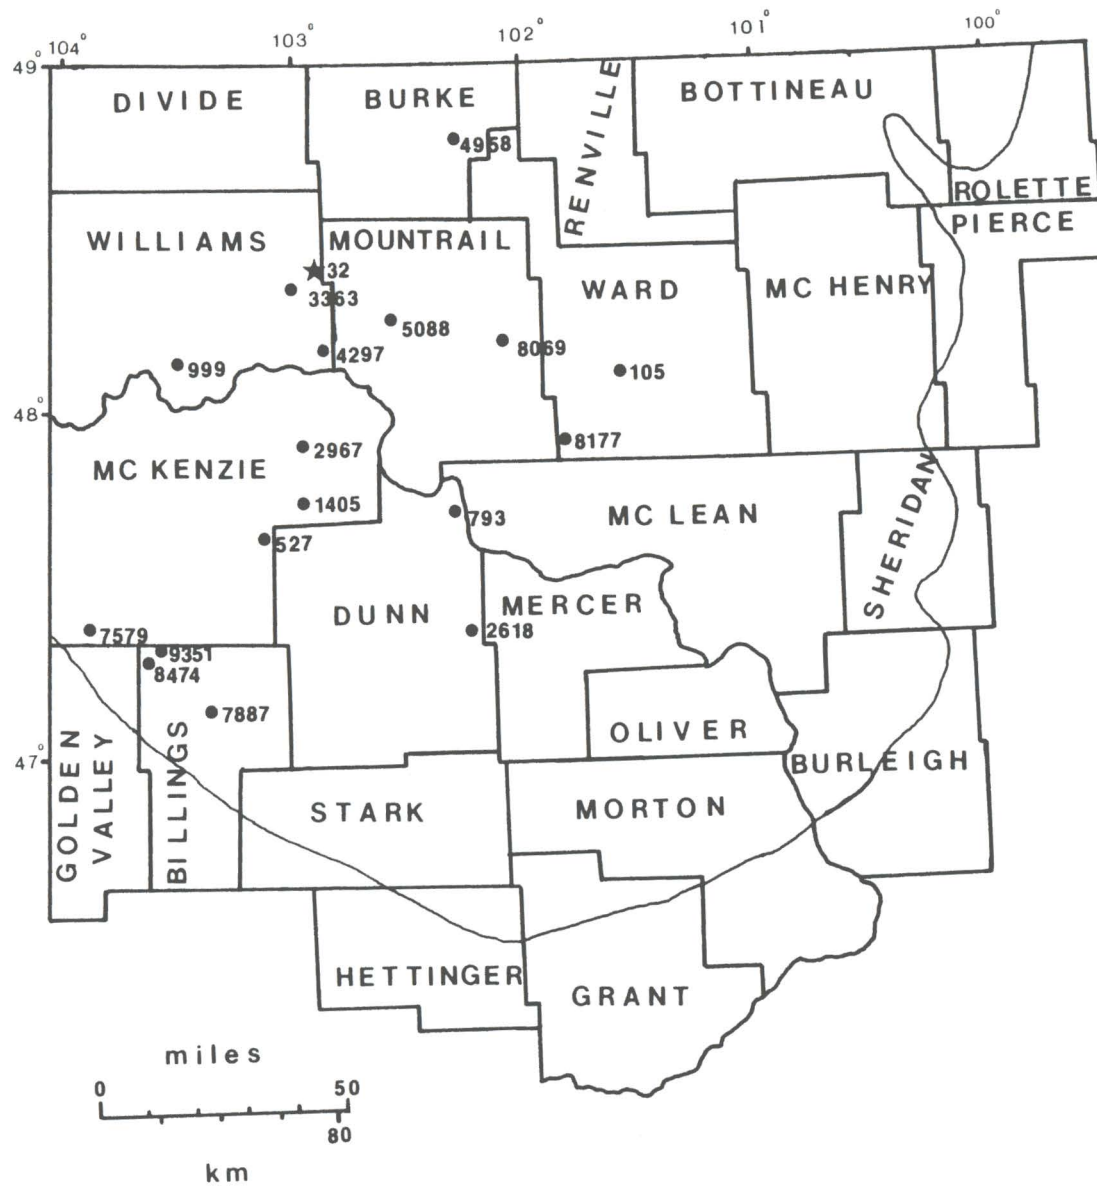 104° 103° 102° 101° 100°
49°
DIVIDE BURKE RENVILLE BOTTINEAU
4958
ROLETTE
WILLIAMS MOUNTRAIL PIERCE
32
3363 WARD MC HENRY
5088
8069
4297
999 105
48°
8177
2967
MC KENZIE
1405 793 MC LEAN SHERIDAN
527
DUNN MERCER
7579 2618
9351
8474
7887
OLIVER
47°
GOLDEN VALLEY BILLINGS BURLEIGH
STARK MORTON
HETTINGER
GRANT
miles
0 50
80
km